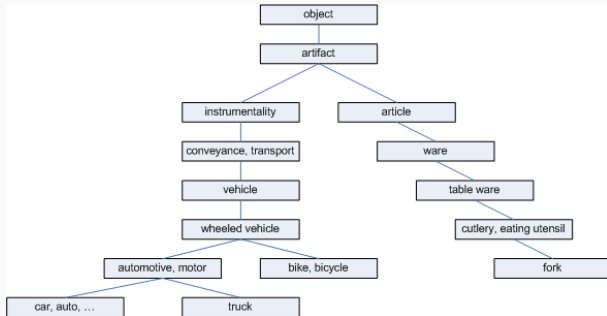 object
artifact
instrumentality
article
conveyance, transport
ware
vehicle
table ware
wheeled vehicle
cutlery, eating utensil
automotive, motor
bike, bicycle
fork
car, auto, …
truck